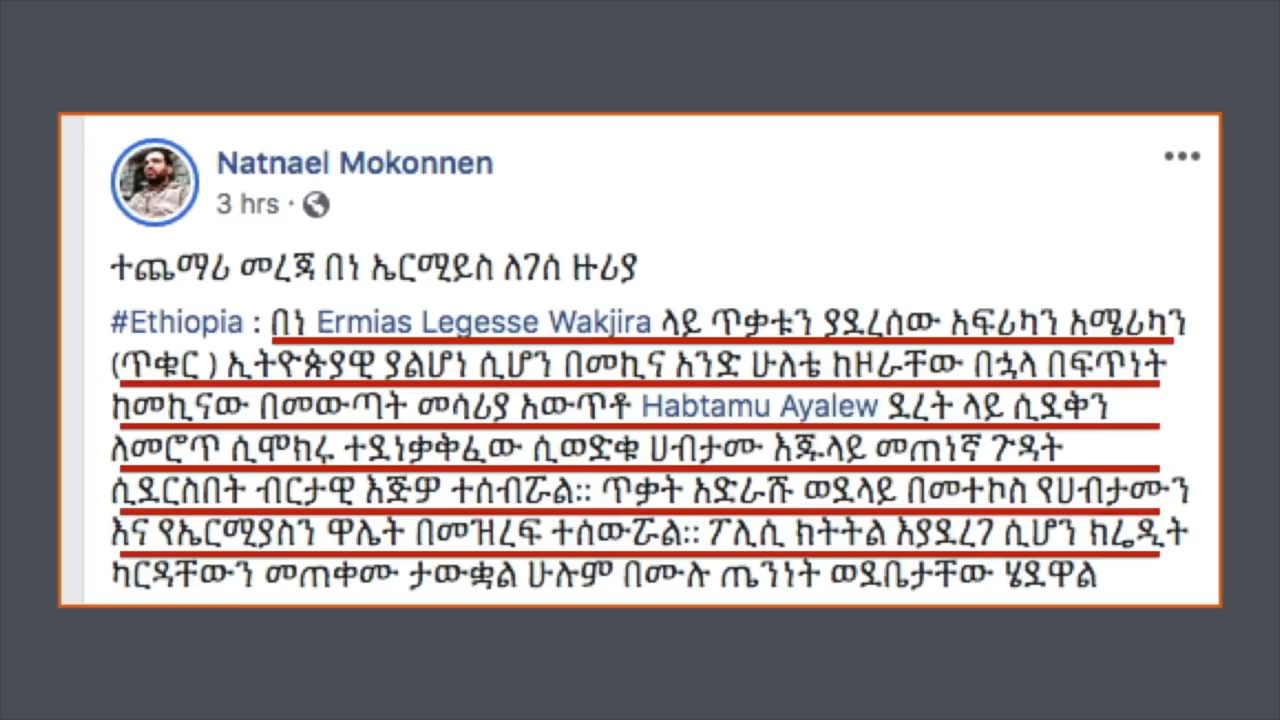 Natnael Mokonnen
3 hrs ·
ተጨማሪ መረጃ በነ ኤርሚይስ ለገሰ ዙሪያ
#Ethiopia : በነ Ermias Legesse Wakjira ላይ ጥቃቱን ያደረሰው አፍሪካን አሜሪካን
(ጥቁር ) ኢትዮጵያዊ ያልሆነ ሲሆን በመኪና አንድ ሁለቴ ከዞራቸው በኋላ በፍጥነት
ከመኪናው በመውጣት መሳሪያ አውጥቶ Habtamu Ayalew ደረት ላይ ሲደቅን
ለመሮጥ ሲሞክሩ ተደነቃቅፈው ሲወድቁ ሀብታሙ እጁላይ መጠነኛ ጉዳት
ሲደርስበት ብርታዊ እጅዎ ተሰብሯል። ጥቃት አድራሹ ወደላይ በመተኮስ የሀብታሙን
እና የኤርሚያስን ዋሌት በመዝረፍ ተሰውሯል። ፖሊሲ ክትትል እያደረገ ሲሆን ክሬዲት
ካርዳቸውን መጠቀሙ ታውቋል ሁሉም በሙሉ ጤንነት ወደቤታቸው ሄደዋል